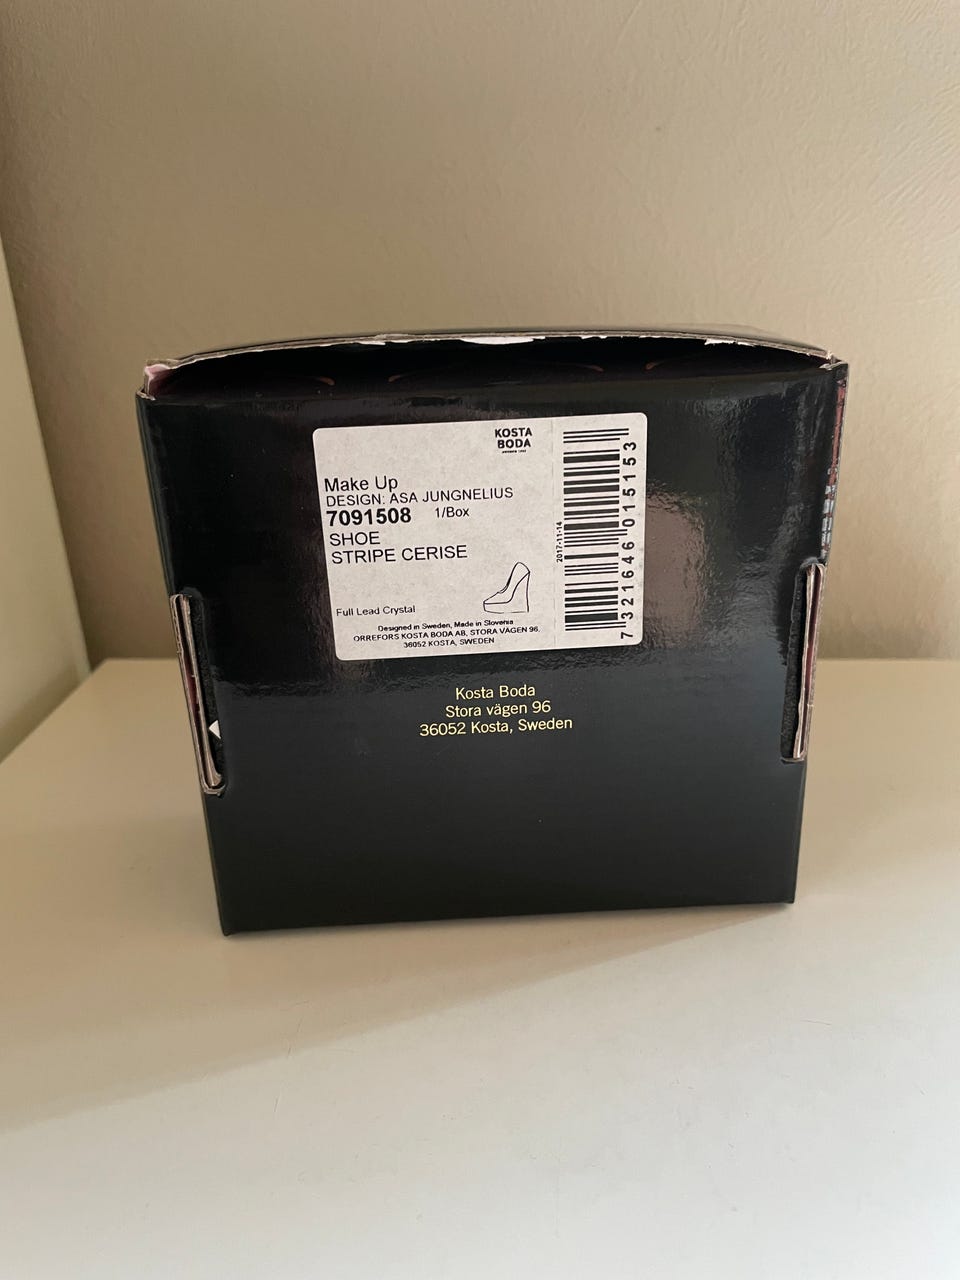 KOSTA
BODA
Make Up
DESIGN: ASA JUNGNELIUS
7091508 1/Box
SHOE
STRIPE CERISE
Full Lead Crystal
Designed in Sweden, Made in Slovenia
ORREFORS KOSTA BODA AB, STORA VÄGEN 96,
36052 KOSTA, SWEDEN
2017-11-14
7 321646 015153
Kosta Boda
Stora vägen 96
36052 Kosta, Sweden